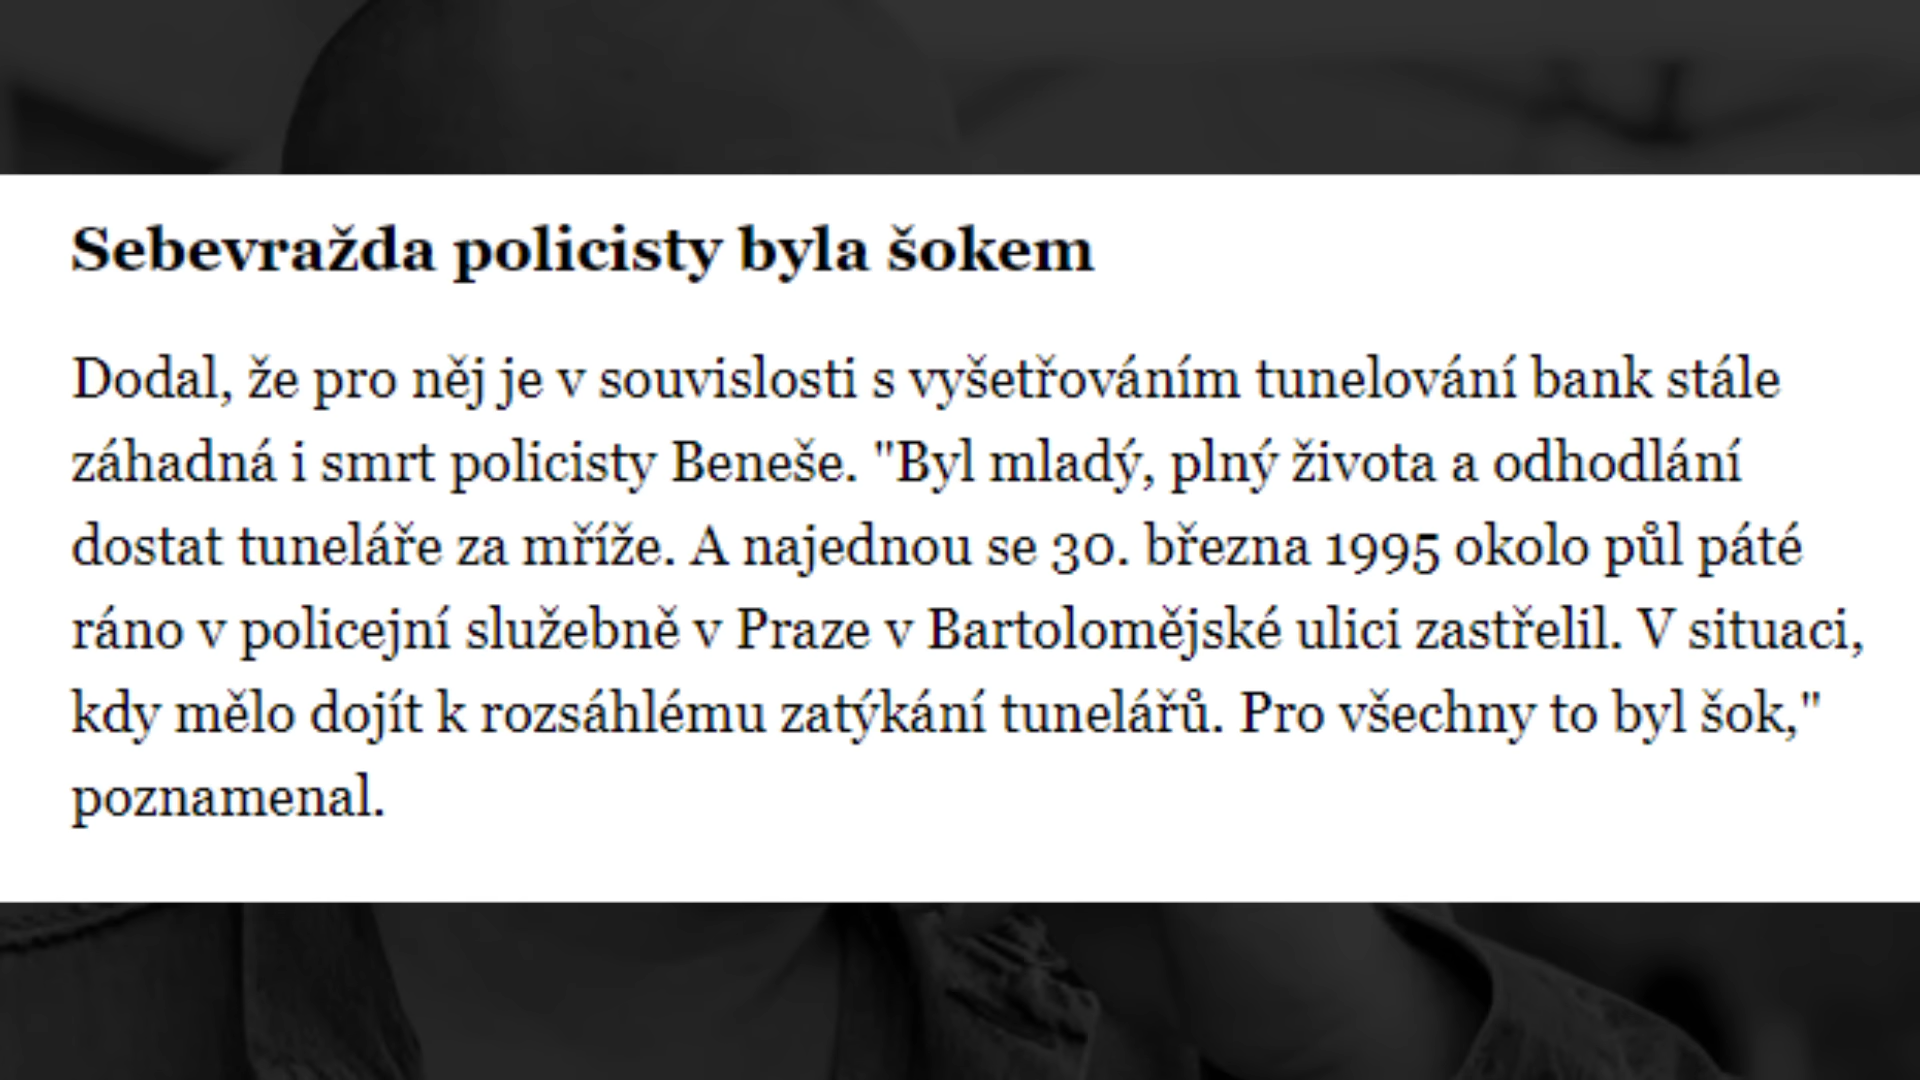 Sebevražda policisty byla šokem
Dodal, že pro něj je v souvislosti s vyšetřováním tunelování bank stále
záhadná i smrt policisty Beneše. "Byl mladý, plný života a odhodlání
dostat tuneláře za mříže. A najednou se 30. března 1995 okolo půl páté
ráno v policejní služebně v Praze v Bartolomějské ulici zastřelil. V situaci,
kdy mělo dojít k rozsáhlému zatýkání tunelářů. Pro všechny to byl šok,"
poznamenal.